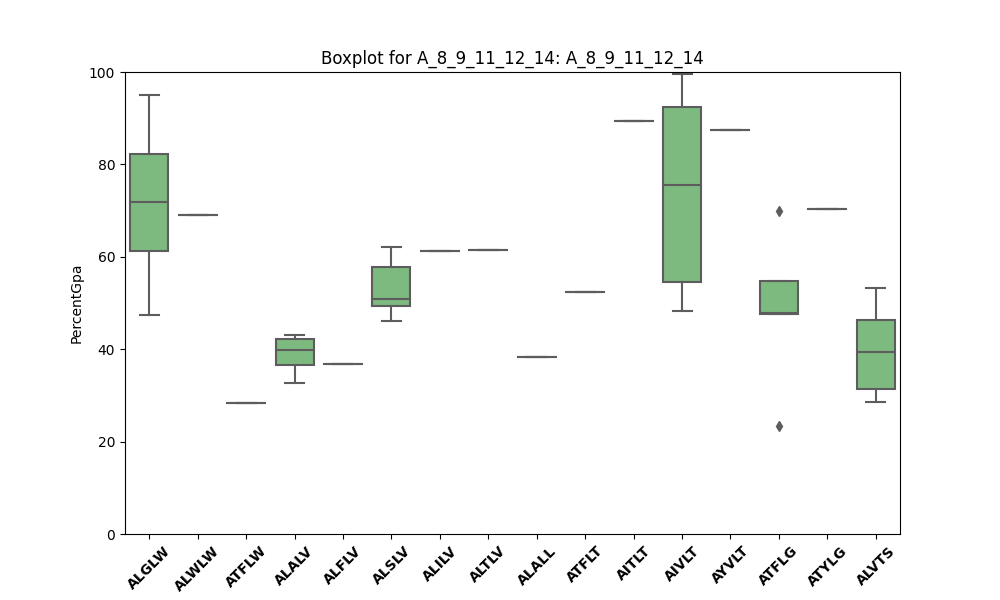 Boxplot for A_8_9_11_12_14: A_8_9_11_12_14
PercentGpa
100
80
60
40
20
0
ALGLW
ALWLW
ATFLW
ALALV
ALFLV
ALSLV
ALILV
ALTLV
ALALL
ATFLT
AITLT
AIVLT
AYVLT
ATFLG
ATYLG
ALVTS